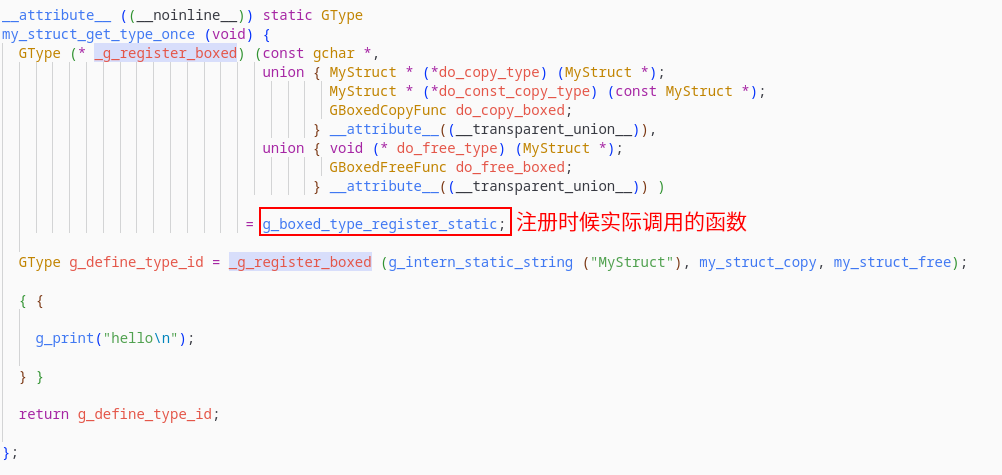 __attribute__ ((__noinline__)) static GType
my_struct_get_type_once (void) {
GType (* _g_register_boxed) (const gchar *,
union { MyStruct * (*do_copy_type) (MyStruct *);
MyStruct * (*do_const_copy_type) (const MyStruct *);
GBoxedCopyFunc do_copy_boxed;
} __attribute__((__transparent_union__)),
union { void (* do_free_type) (MyStruct *);
GBoxedFreeFunc do_free_boxed;
} __attribute__((__transparent_union__)) )
= g_boxed_type_register_static; 注册时候实际调用的函数
GType g_define_type_id = _g_register_boxed (g_intern_static_string ("MyStruct"), my_struct_copy, my_struct_free);
{ {
g_print("hello\n");
} }
return g_define_type_id;
};